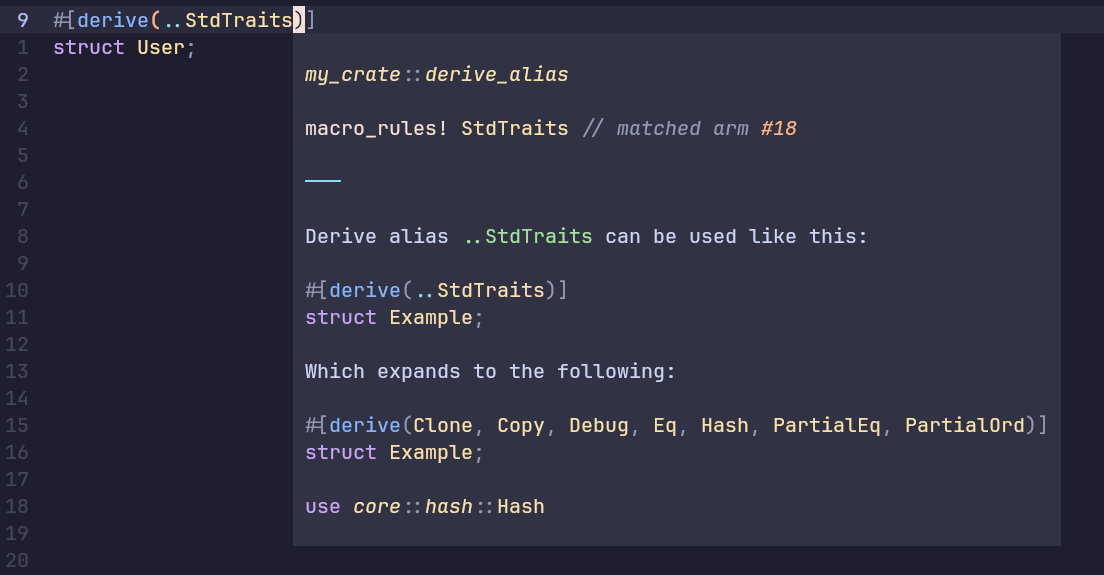 9 #[derive(..StdTraits)]
1 struct User;
2 my_crate::derive_alias
3
4 macro_rules! StdTraits // matched arm #18
5
6
7
8 Derive alias ..StdTraits can be used like this:
9
10 #[derive(..StdTraits)]
11 struct Example;
12
13 Which expands to the following:
14
15 #[derive(Clone, Copy, Debug, Eq, Hash, PartialEq, PartialOrd)]
16 struct Example;
17
18 use core::hash::Hash
19
20